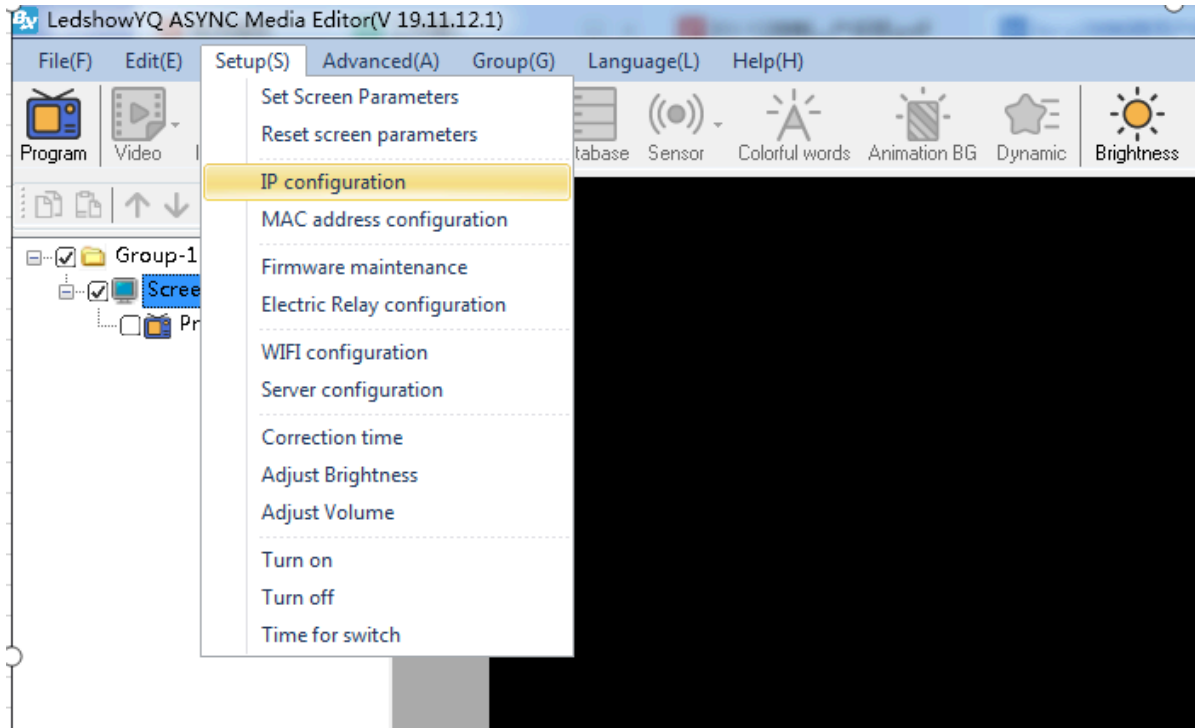 LedshowYQ ASYNC Media Editor(V 19.11.12.1)
File(F) Edit(E) Setup(S) Advanced(A) Group(G) Language(L) Help(H)
Program Video tabase Sensor Colorful words Animation BG Dynamic Brightness
Set Screen Parameters
Reset screen parameters
IP configuration
MAC address configuration
Group-1
Firmware maintenance
Scree
Electric Relay configuration
Pr
WIFI configuration
Server configuration
Correction time
Adjust Brightness
Adjust Volume
Turn on
Turn off
Time for switch